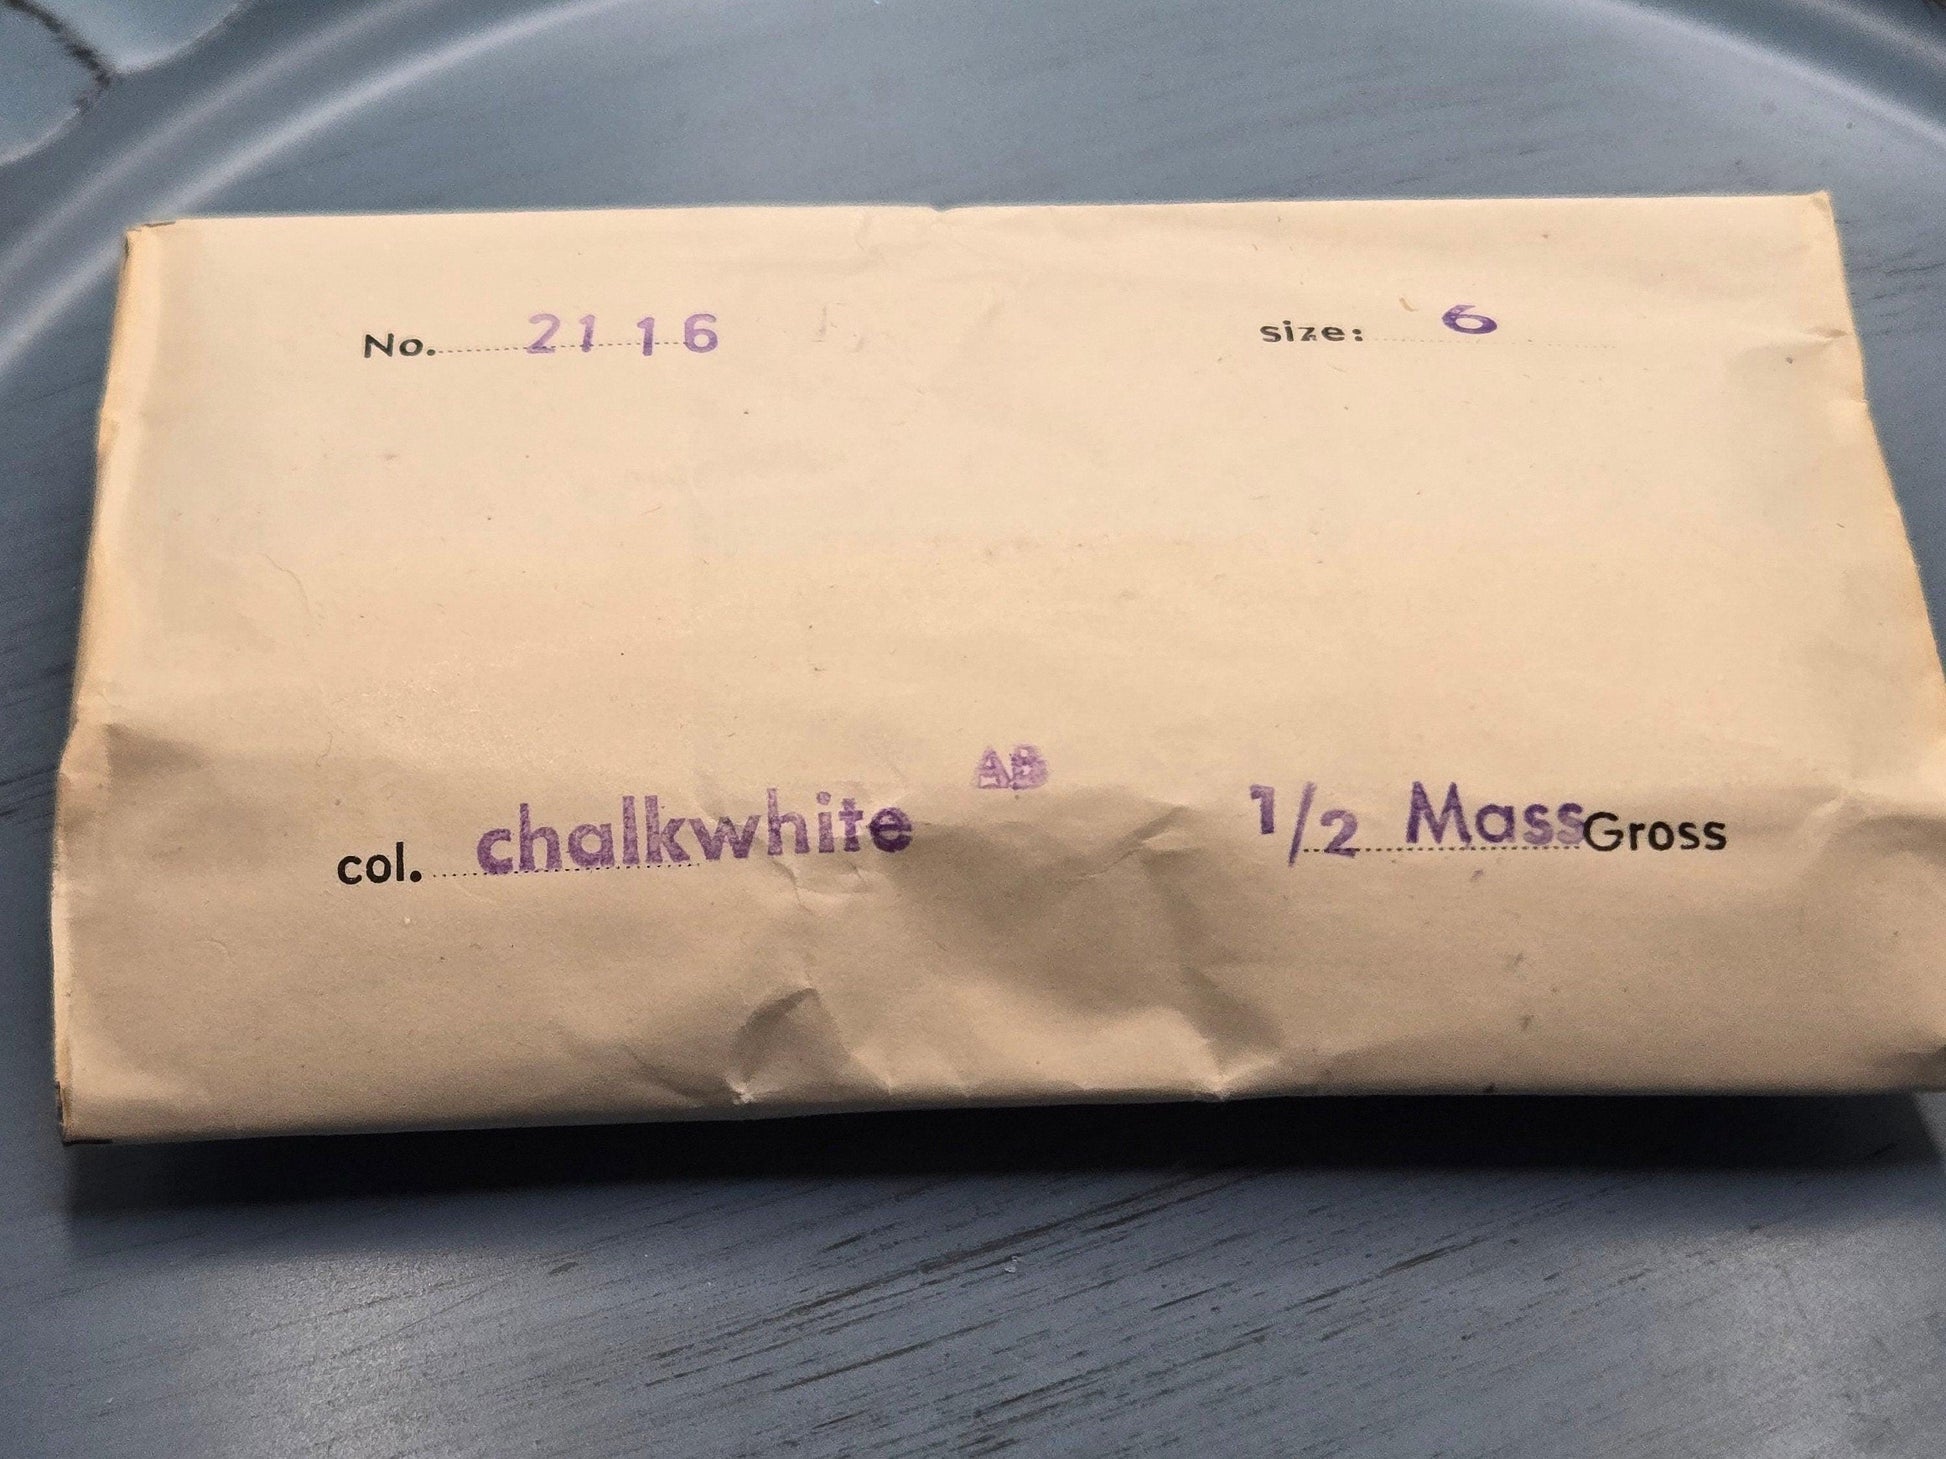 No. 2116 size: 6
AB
col. chalkwhite 1/2 Mass Gross